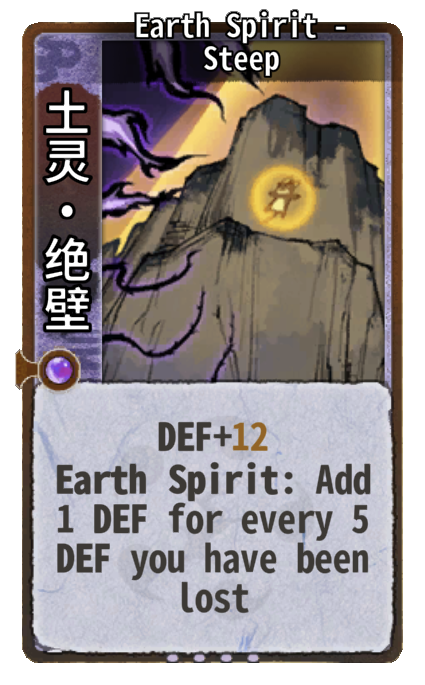 Earth Spirit -
Steep
土灵·绝壁
DEF+12
Earth Spirit: Add
1 DEF for every 5
DEF you have been
lost